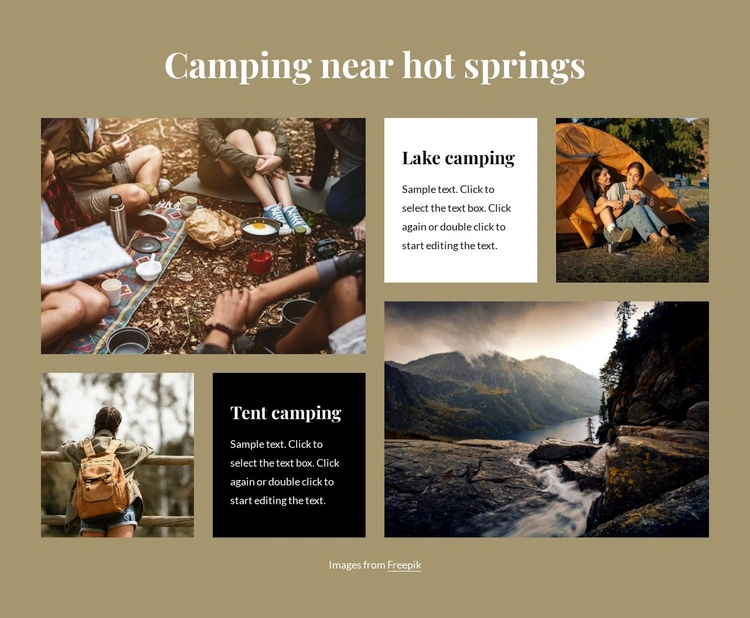 Camping near hot springs
Lake camping
Sample text. Click to
select the text box. Click
again or double click to
start editing the text.
Tent camping
Sample text. Click to
select the text box. Click
again or double click to
start editing the text.
Images from Freepik